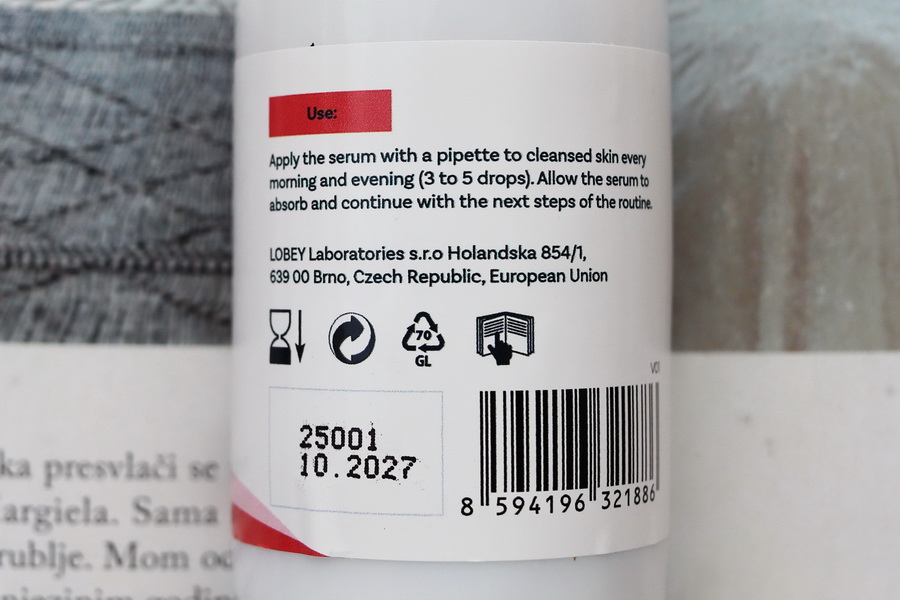 Use:
Apply the serum with a pipette to cleansed skin every
morning and evening (3 to 5 drops). Allow the serum to
absorb and continue with the next steps of the routine.
LOBEY Laboratories s.r.o Holandska 854/1,
639 00 Brno, Czech Republic, European Union
70
GL
V01
25001
10.2027
8 594196 321886
ka presvlači se
argiela. Sama
rublje. Mom